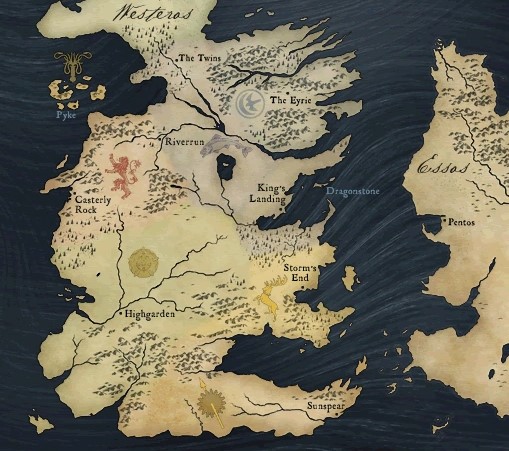 Westeros
The Twins
The Eyrie
Pyke
Riverrun
Essos
King's
Landing
Dragonstone
Casterly
Rock
Pentos
Storm's
End
Highgarden
Sunspear